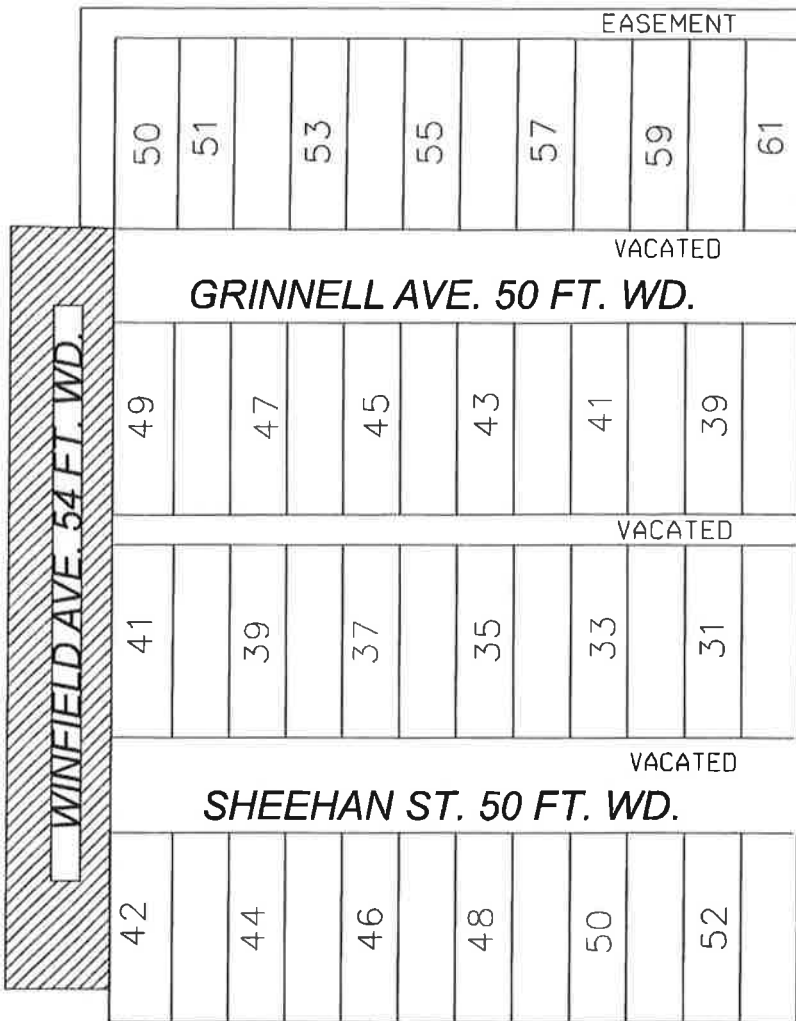 EASEMENT
50 51 53 55 57 59 61
VACATED
GRINNELL AVE. 50 FT. WD.
49 47 45 43 41 39
VACATED
WINFIELD AVE. 54 FT. WD.
41 39 37 35 33 31
VACATED
SHEEHAN ST. 50 FT. WD.
42 44 46 48 50 52